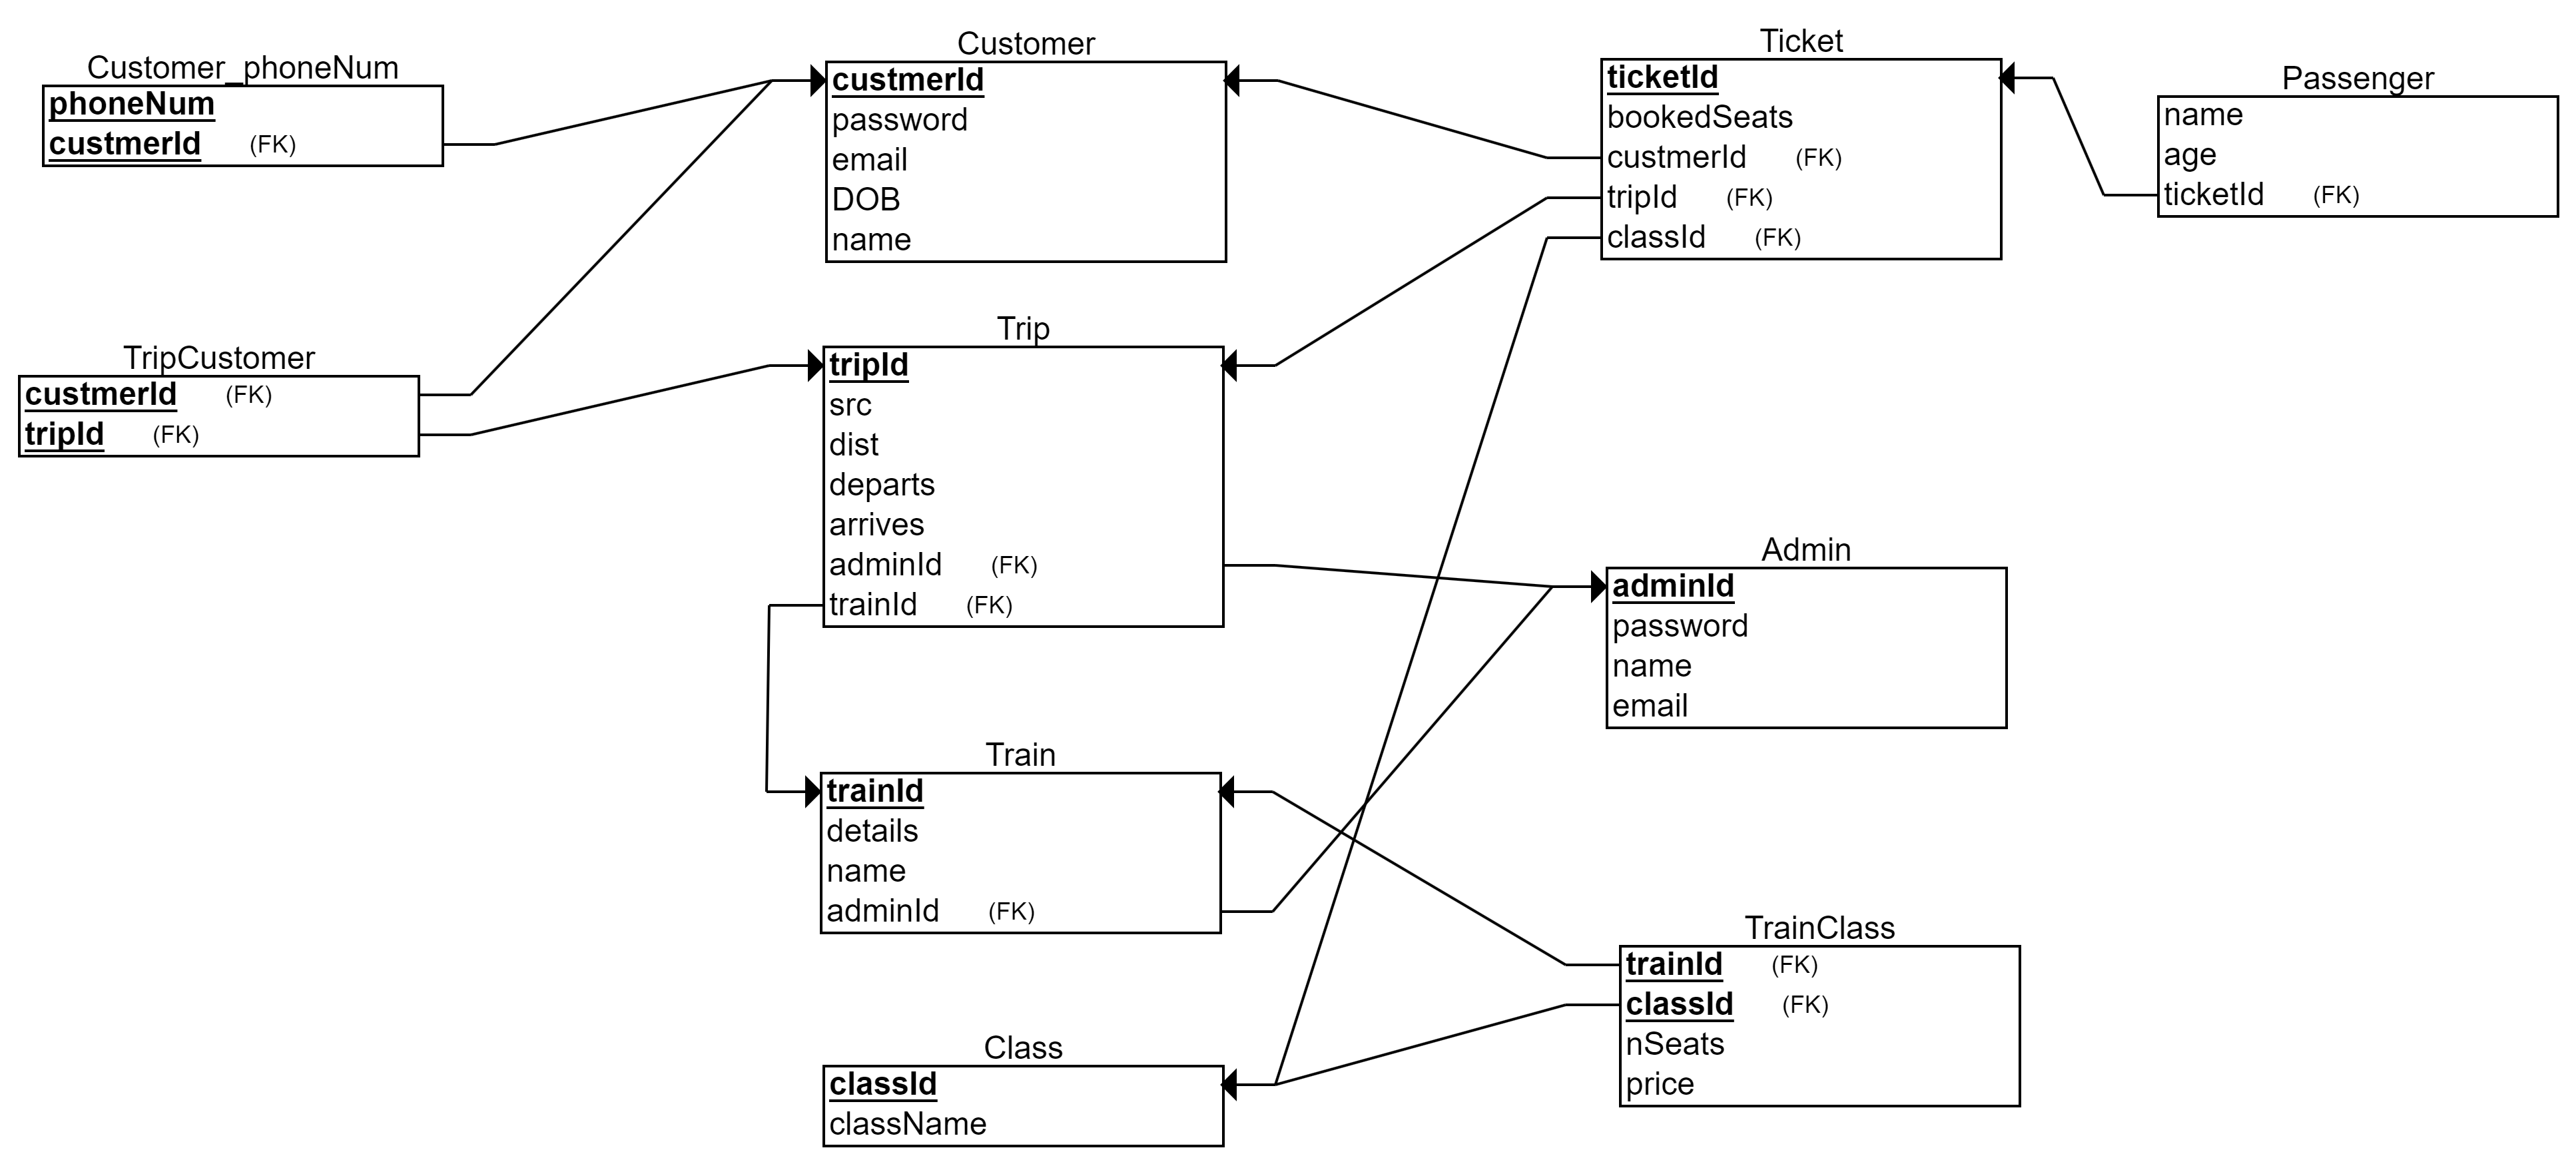 Customer_phoneNum
phoneNum
custmerId (FK)
Customer
custmerId
password
email
DOB
name
Ticket
ticketId
bookedSeats
custmerId (FK)
tripId (FK)
classId (FK)
Passenger
name
age
ticketId (FK)
TripCustomer
custmerId (FK)
tripId (FK)
Trip
tripId
src
dist
departs
arrives
adminId (FK)
trainId (FK)
Admin
adminId
password
name
email
Train
trainId
details
name
adminId (FK)
TrainClass
trainId (FK)
classId (FK)
nSeats
price
Class
classId
className